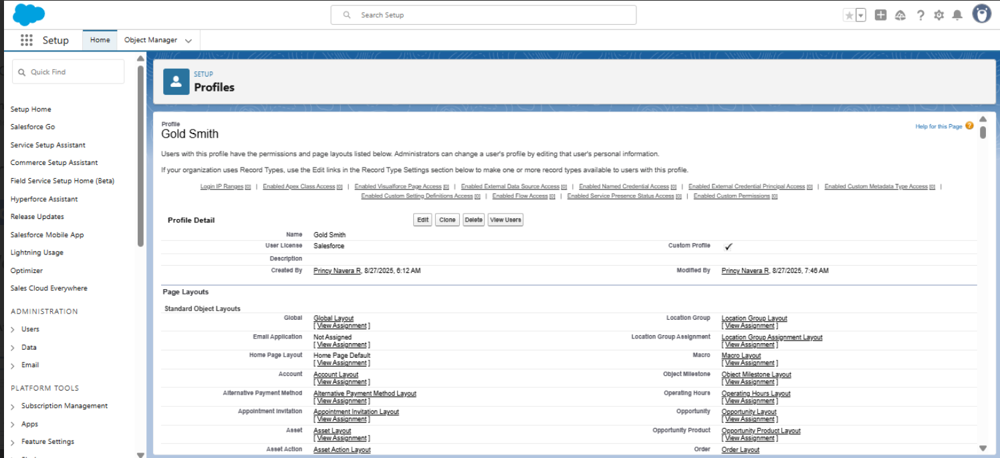 Search Setup
Setup
Home
Object Manager
Quick Find
Setup Home
Salesforce Go
Service Setup Assistant
Commerce Setup Assistant
Field Service Setup Home (Beta)
Hyperforce Assistant
Release Updates
Salesforce Mobile App
Lightning Usage
Optimizer
Sales Cloud Everywhere
ADMINISTRATION
Users
Data
Email
PLATFORM TOOLS
Subscription Management
Apps
Feature Settings
SETUP
Profiles
Profile
Gold Smith
Help for this Page
Users with this profile have the permissions and page layouts listed below. Administrators can change a user's profile by editing that user's personal information.
If your organization uses Record Types, use the Edit links in the Record Type Settings section below to make one or more record types available to users with this profile.
Login IP Ranges [0] | Enabled Apex Class Access [0] | Enabled Visualforce Page Access [0] | Enabled External Data Source Access [0] | Enabled Named Credential Access [0] | Enabled External Credential Principal Access [0] | Enabled Custom Metadata Type Access [0] |
Enabled Custom Setting Definitions Access [0] | Enabled Flow Access [0] | Enabled Service Presence Status Access [0] | Enabled Custom Permissions [0]
Profile Detail Edit Clone Delete View Users
Name Gold Smith
User License Salesforce Custom Profile ✓
Description
Created By Princy Navera R, 8/27/2025, 6:12 AM Modified By Princy Navera R, 8/27/2025, 7:46 AM
Page Layouts
Standard Object Layouts
Global Global Layout Location Group Location Group Layout
[ View Assignment ] [ View Assignment ]
Email Application Not Assigned Location Group Assignment Location Group Assignment Layout
[ View Assignment ] [ View Assignment ]
Home Page Layout Home Page Default Macro Macro Layout
[ View Assignment ] [ View Assignment ]
Account Account Layout Object Milestone Object Milestone Layout
[ View Assignment ] [ View Assignment ]
Alternative Payment Method Alternative Payment Method Layout Operating Hours Operating Hours Layout
[ View Assignment ] [ View Assignment ]
Appointment Invitation Appointment Invitation Layout Opportunity Opportunity Layout
[ View Assignment ] [ View Assignment ]
Asset Asset Layout Opportunity Product Opportunity Product Layout
[ View Assignment ] [ View Assignment ]
Asset Action Asset Action Layout Order Order Layout